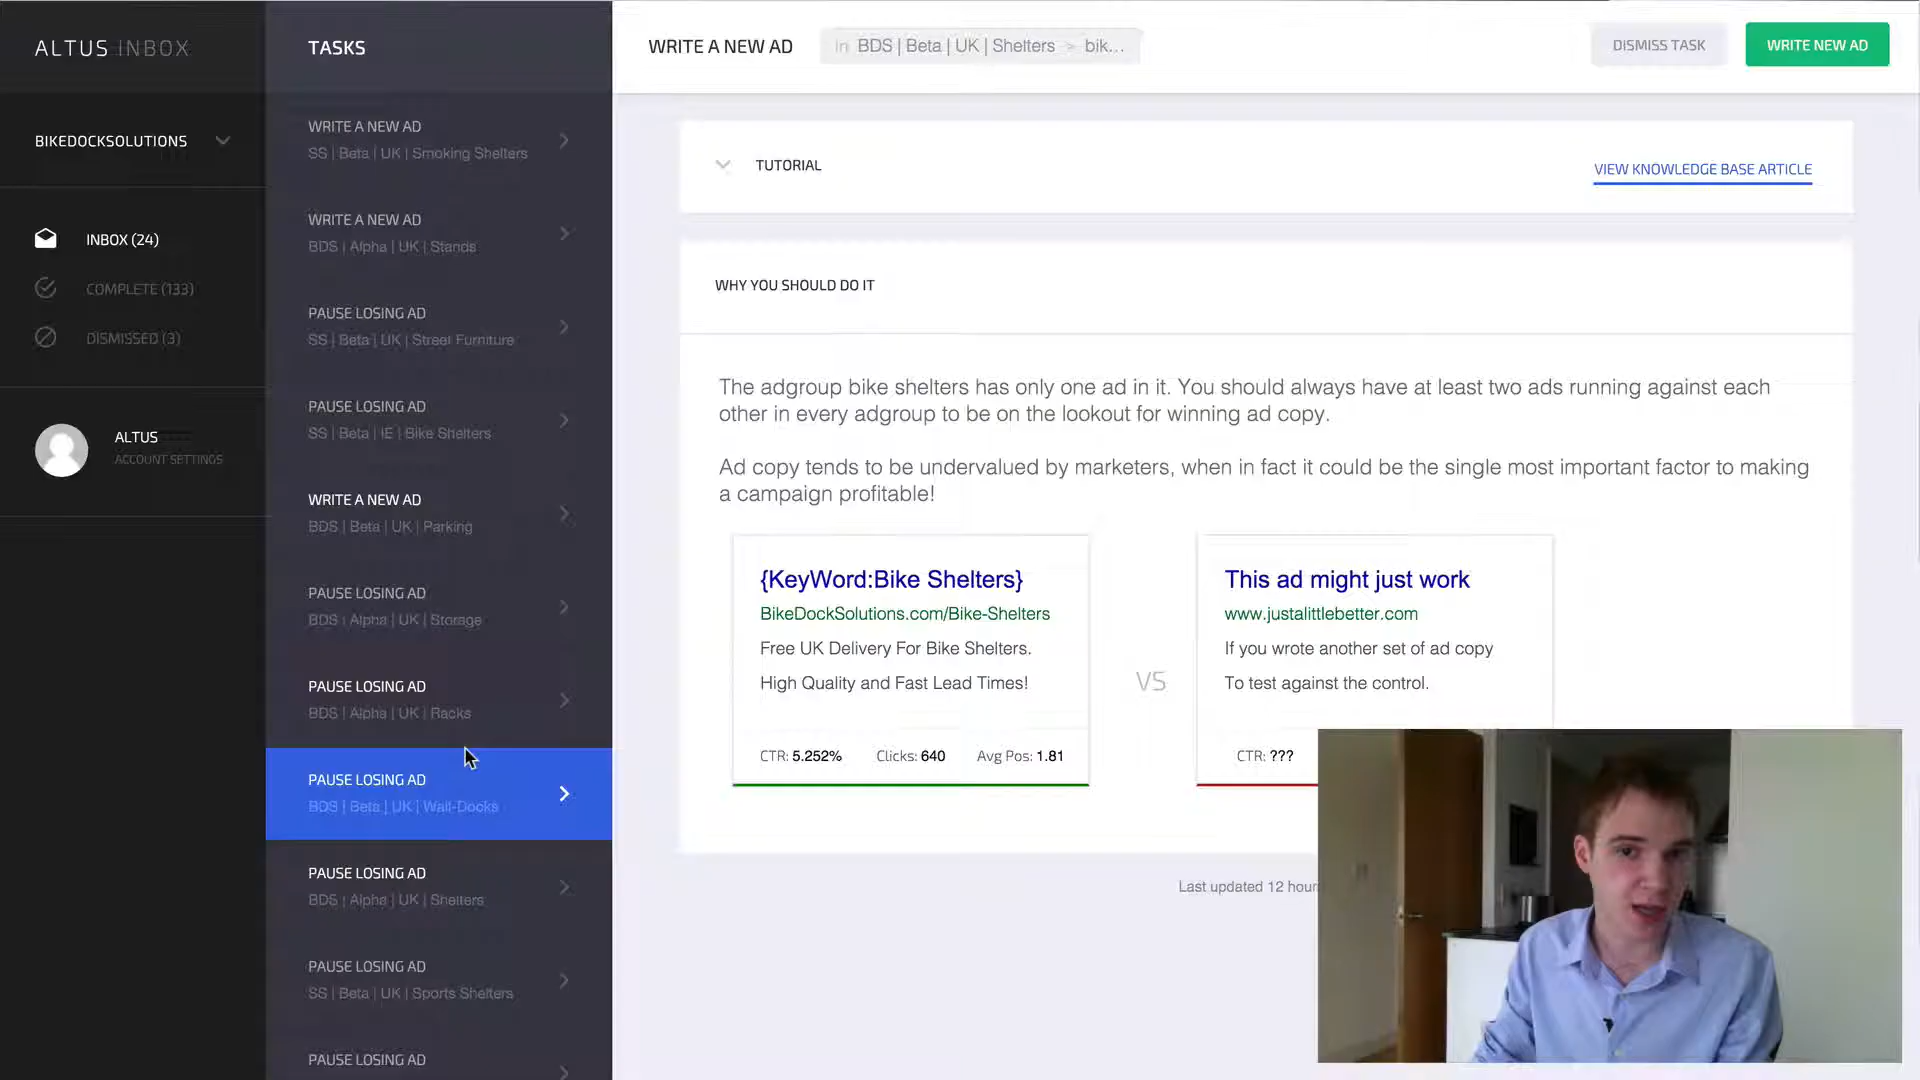 ALTUS INBOX
BIKEDOCKSOLUTIONS
INBOX (24)
COMPLETE (133)
DISMISSED (3)
ALTUS
ACCOUNT SETTINGS
TASKS
WRITE A NEW AD
SS | Beta | UK | Smoking Shelters
WRITE A NEW AD
BDS | Alpha | UK | Stands
PAUSE LOSING AD
SS | Beta | UK | Street Furniture
PAUSE LOSING AD
SS | Beta | IE | Bike Shelters
WRITE A NEW AD
BDS | Beta | UK | Parking
PAUSE LOSING AD
BDS | Alpha | UK | Storage
PAUSE LOSING AD
BDS | Alpha | UK | Racks
PAUSE LOSING AD
BDS | Beta | UK | Wall-Docks
PAUSE LOSING AD
BDS | Alpha | UK | Shelters
PAUSE LOSING AD
SS | Beta | UK | Sports Shelters
PAUSE LOSING AD
WRITE A NEW AD
in BDS | Beta | UK | Shelters > bik...
DISMISS TASK
WRITE NEW AD
TUTORIAL
VIEW KNOWLEDGE BASE ARTICLE
WHY YOU SHOULD DO IT
The adgroup bike shelters has only one ad in it. You should always have at least two ads running against each
other in every adgroup to be on the lookout for winning ad copy.
Ad copy tends to be undervalued by marketers, when in fact it could be the single most important factor to making
a campaign profitable!
{KeyWord:Bike Shelters}
BikeDockSolutions.com/Bike-Shelters
Free UK Delivery For Bike Shelters.
High Quality and Fast Lead Times!
CTR: 5.252% Clicks: 640 Avg Pos: 1.81
VS
This ad might just work
www.justalittlebetter.com
If you wrote another set of ad copy
To test against the control.
CTR: ???
Last updated 12 hour